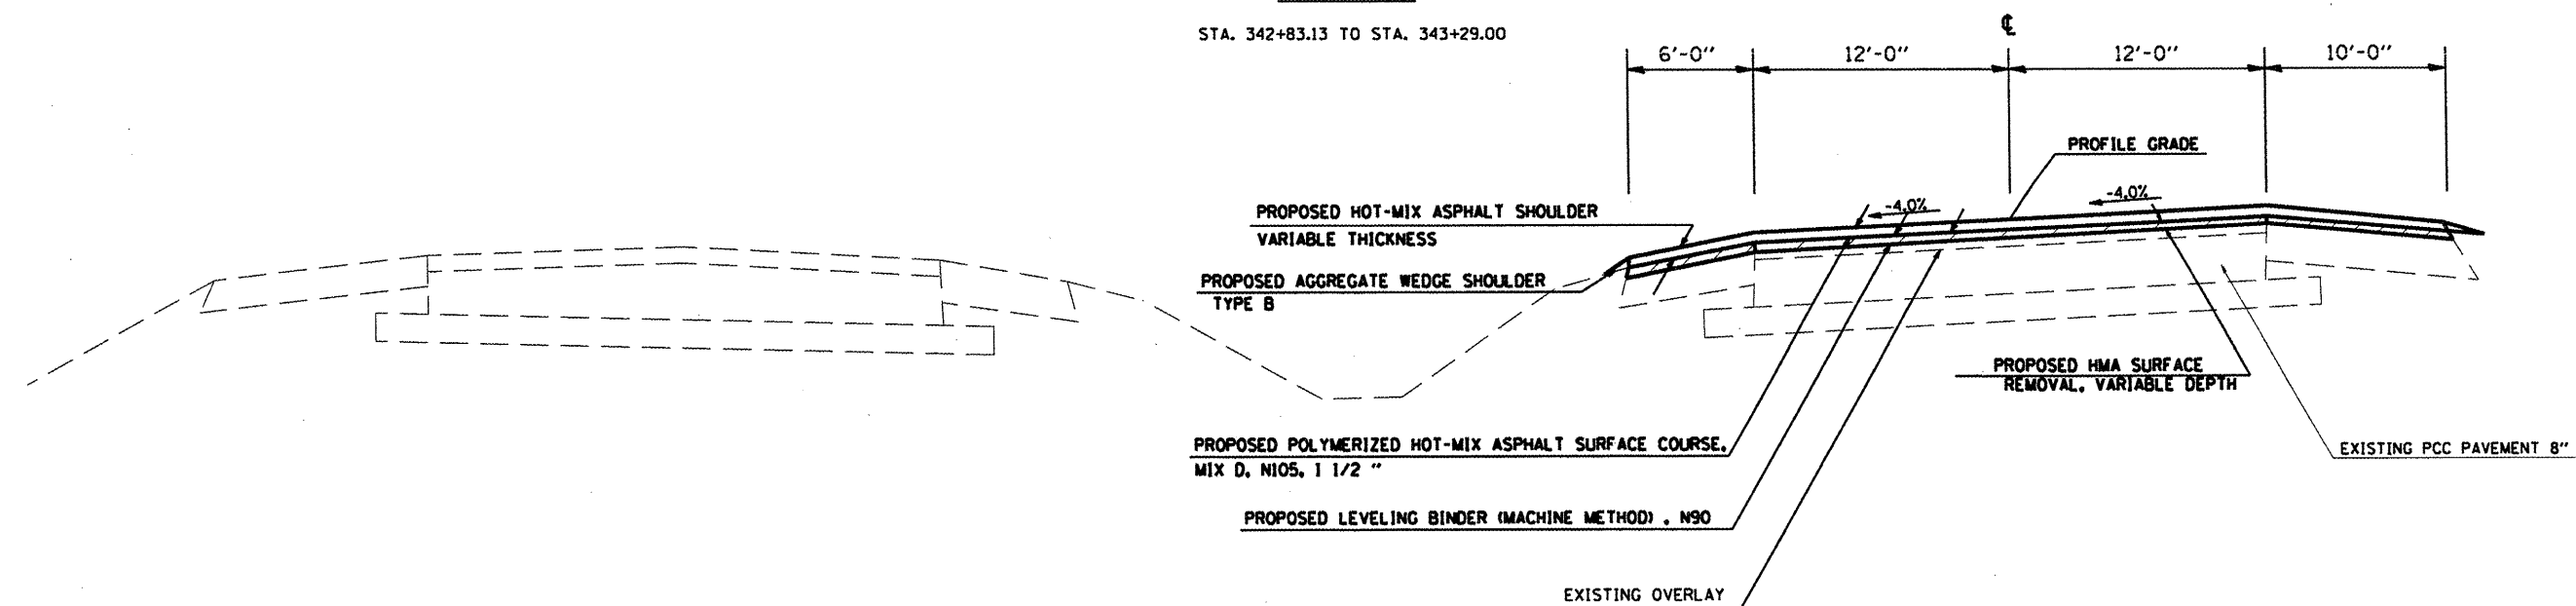 STA. 342+83.13 TO STA. 343+29.00
℄
6'-0"
12'-0"
12'-0"
10'-0"
PROFILE GRADE
-4.0%
-4.0%
PROPOSED HOT-MIX ASPHALT SHOULDER
VARIABLE THICKNESS
PROPOSED AGGREGATE WEDGE SHOULDER
TYPE B
PROPOSED HMA SURFACE
REMOVAL, VARIABLE DEPTH
PROPOSED POLYMERIZED HOT-MIX ASPHALT SURFACE COURSE,
MIX D, N105, 1 1/2 "
EXISTING PCC PAVEMENT 8"
PROPOSED LEVELING BINDER (MACHINE METHOD) , N90
EXISTING OVERLAY